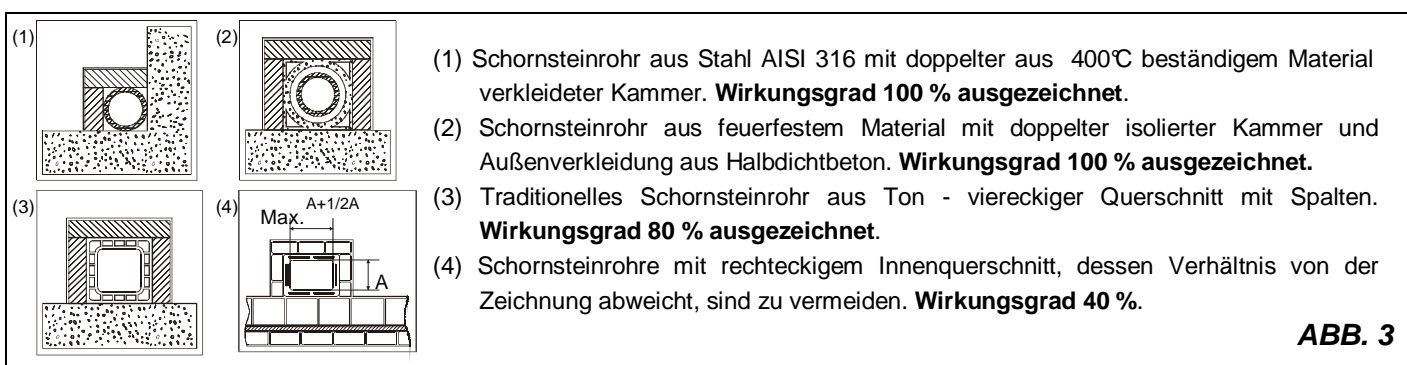 (1)
(2)
(3)
(4)
Max.
A+1/2A
A
(1) Schornsteinrohr aus Stahl AISI 316 mit doppelter aus 400℃ beständigem Material
verkleideter Kammer. Wirkungsgrad 100 % ausgezeichnet.
(2) Schornsteinrohr aus feuerfestem Material mit doppelter isolierter Kammer und
Außenverkleidung aus Halbdichtbeton. Wirkungsgrad 100 % ausgezeichnet.
(3) Traditionelles Schornsteinrohr aus Ton - viereckiger Querschnitt mit Spalten.
Wirkungsgrad 80 % ausgezeichnet.
(4) Schornsteinrohre mit rechteckigem Innenquerschnitt, dessen Verhältnis von der
Zeichnung abweicht, sind zu vermeiden. Wirkungsgrad 40 %.
ABB. 3